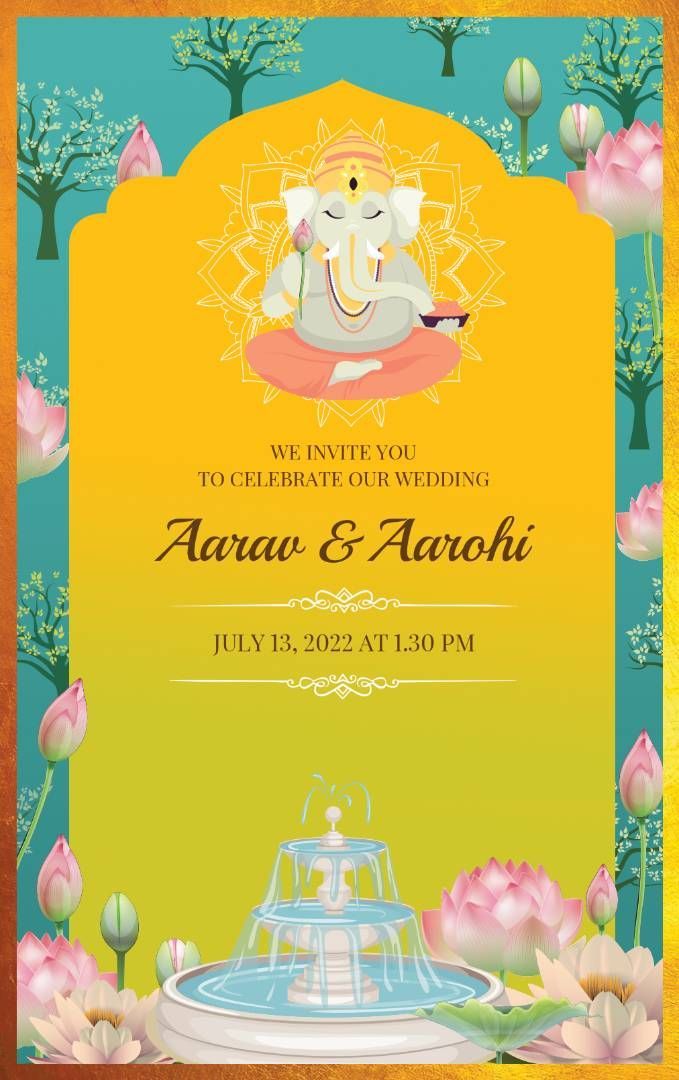 WE INVITE YOU
TO CELEBRATE OUR WEDDING
Aarav & Aarohi
JULY 13, 2022 AT 1.30 PM